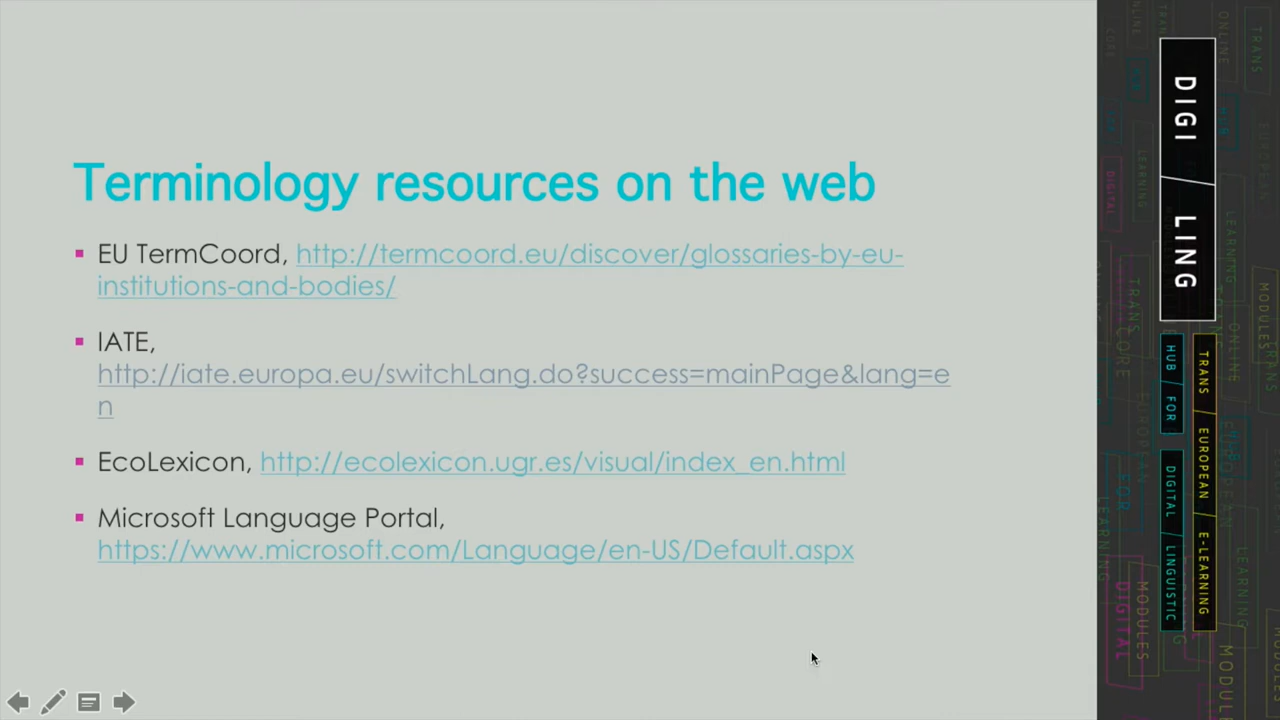 Terminology resources on the web
EU TermCoord, http://termcoord.eu/discover/glossaries-by-eu-
institutions-and-bodies/
IATE,
http://iate.europa.eu/switchLang.do?success=mainPage&lang=e
n
EcoLexicon, http://ecolexicon.ugr.es/visual/index_en.html
Microsoft Language Portal,
https://www.microsoft.com/Language/en-US/Default.aspx
DIGI / LING
HUB / FOR
DIGITAL / LINGUISTIC
TRANS / EUROPEAN / E-LEARNING